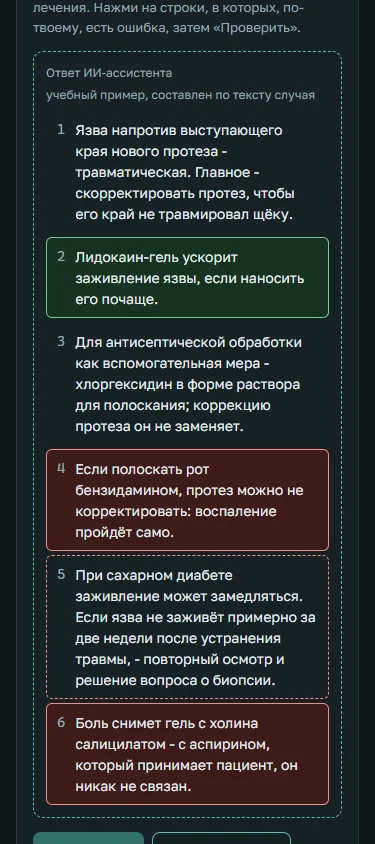 лечения. Нажми на строки, в которых, по-
твоему, есть ошибка, затем «Проверить».
Ответ ИИ-ассистента
учебный пример, составлен по тексту случая
1 Язва напротив выступающего
края нового протеза -
травматическая. Главное -
скорректировать протез, чтобы
его край не травмировал щёку.
2 Лидокаин-гель ускорит
заживление язвы, если наносить
его почаще.
3 Для антисептической обработки
как вспомогательная мера -
хлоргексидин в форме раствора
для полоскания; коррекцию
протеза он не заменяет.
4 Если полоскать рот
бензидамином, протез можно не
корректировать: воспаление
пройдёт само.
5 При сахарном диабете
заживление может замедляться.
Если язва не заживёт примерно за
две недели после устранения
травмы, - повторный осмотр и
решение вопроса о биопсии.
6 Боль снимет гель с холина
салицилатом - с аспирином,
который принимает пациент, он
никак не связан.